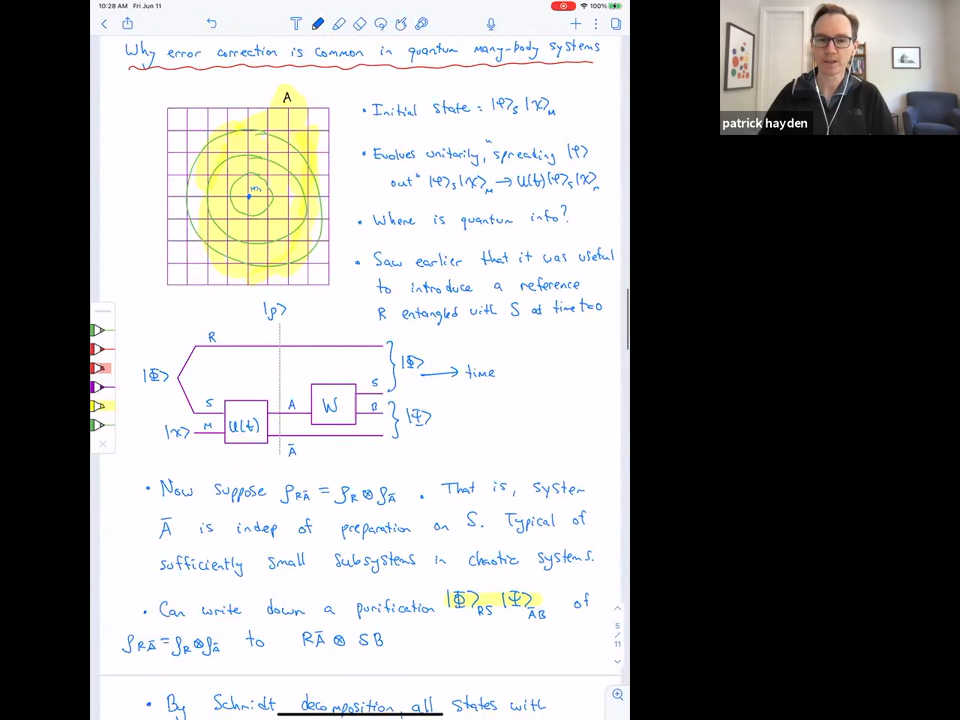 10:28 AM Fri Jun 11
100%
Why error correction is common in quantum many-body systems
A
• Initial state : |φ⟩_S |χ⟩_M
• Evolves unitarily, "spreading |φ⟩
out" |φ⟩_S |χ⟩_M → U(t)|φ⟩_S |χ⟩_M
• Where is quantum info?
• Saw earlier that it was useful
to introduce a reference
R entangled with S at time t=0
|ρ⟩
R
|Φ⟩
S
|χ⟩ M
U(t)
A
Ā
W
S
B
|Φ⟩
|Ψ⟩
→ time
• Now suppose ρ_RĀ = ρ_R ⊗ ρ_Ā . That is, system
Ā is indep of preparation on S. Typical of
sufficiently small subsystems in chaotic systems.
• Can write down a purification |Φ⟩_RS |Ψ⟩_ĀB of
ρ_RĀ = ρ_R ⊗ ρ_Ā to RĀ ⊗ SB
5
/
11
• By Schmidt decomposition, all states with
patrick hayden